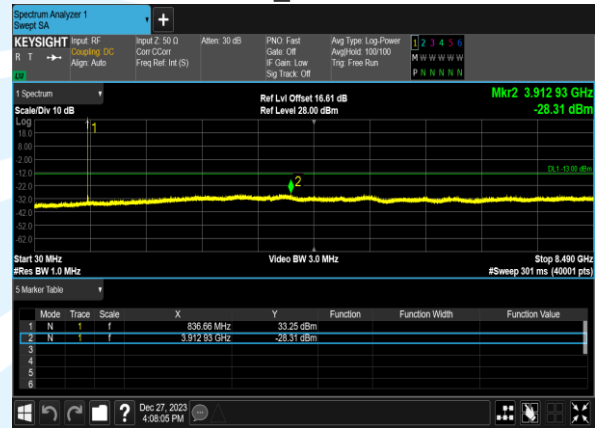 Spectrum Analyzer 1
Swept SA
+
KEYSIGHT Input: RF Input Z: 50 Ω Atten: 30 dB PNO: Fast Avg Type: Log-Power 1 2 3 4 5 6
R T Coupling: DC Corr CCorr Gate: Off Avg|Hold: 100/100 M W W W W W
Align: Auto Freq Ref: Int (S) IF Gain: Low Trig: Free Run
Sig Track: Off P N N N N N
LW
1 Spectrum Ref Lvl Offset 16.61 dB Mkr2 3.912 93 GHz
Scale/Div 10 dB Ref Level 28.00 dBm -28.31 dBm
Log
1
18.0
8.00
-2.00
-12.0 DL1 -13.00 dBm
-22.0 2
-32.0
-42.0
-52.0
-62.0
Start 30 MHz Video BW 3.0 MHz Stop 8.490 GHz
#Res BW 1.0 MHz #Sweep 301 ms (40001 pts)
5 Marker Table
Mode Trace Scale X Y Function Function Width Function Value
1 N 1 f 836.66 MHz 33.25 dBm
2 N 1 f 3.912 93 GHz -28.31 dBm
3
4
5
6
? Dec 27, 2023
4:08:05 PM